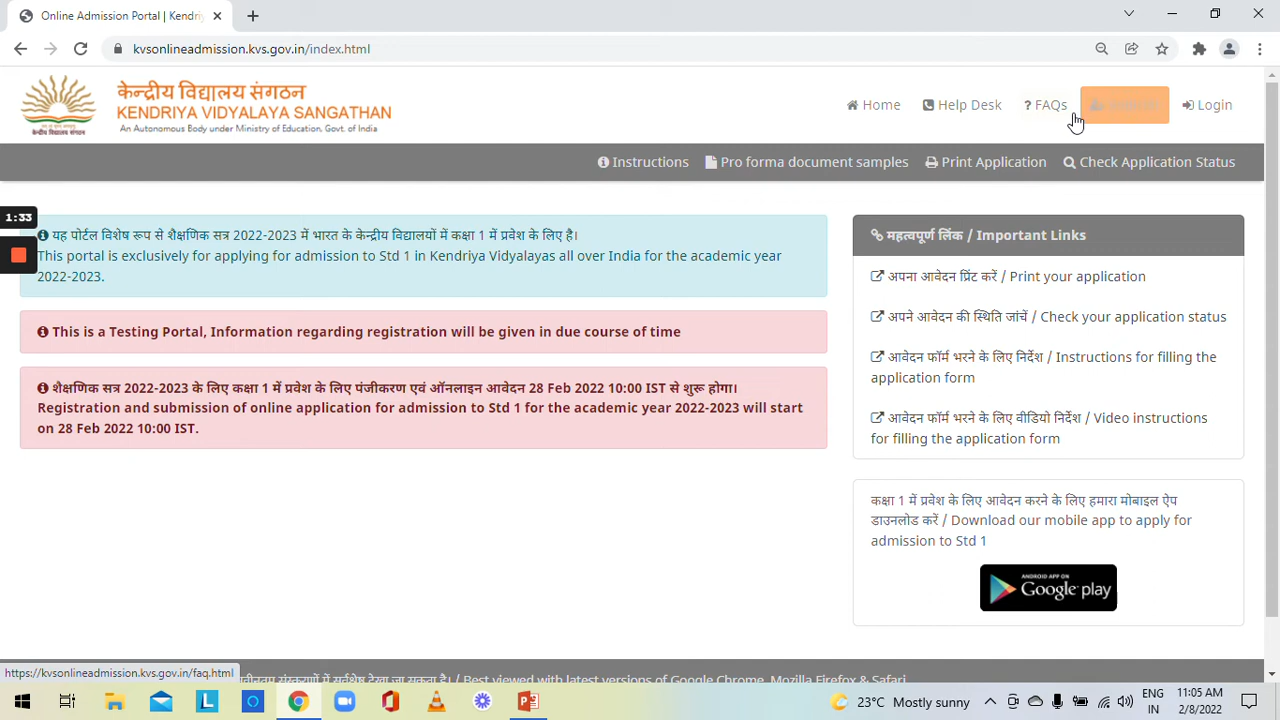 Online Admission Portal | Kendri
kvsonlineadmission.kvs.gov.in/index.html
केन्द्रीय विद्यालय संगठन
KENDRIYA VIDYALAYA SANGATHAN
An Autonomous Body under Ministry of Education, Govt. of India
केन्द्रीय विद्यालय संगठन
Home
Help Desk
? FAQs
Login
Instructions
Pro forma document samples
Print Application
Check Application Status
1:33
यह पोर्टल विशेष रूप से शैक्षणिक सत्र 2022-2023 में भारत के केन्द्रीय विद्यालयों में कक्षा 1 में प्रवेश के लिए है।
This portal is exclusively for applying for admission to Std 1 in Kendriya Vidyalayas all over India for the academic year
2022-2023.
This is a Testing Portal, Information regarding registration will be given in due course of time
शैक्षणिक सत्र 2022-2023 के लिए कक्षा 1 में प्रवेश के लिए पंजीकरण एवं ऑनलाइन आवेदन 28 Feb 2022 10:00 IST से शुरू होगा।
Registration and submission of online application for admission to Std 1 for the academic year 2022-2023 will start
on 28 Feb 2022 10:00 IST.
महत्वपूर्ण लिंक / Important Links
अपना आवेदन प्रिंट करें / Print your application
अपने आवेदन की स्थिति जांचें / Check your application status
आवेदन फॉर्म भरने के लिए निर्देश / Instructions for filling the
application form
आवेदन फॉर्म भरने के लिए वीडियो निर्देश / Video instructions
for filling the application form
कक्षा 1 में प्रवेश के लिए आवेदन करने के लिए हमारा मोबाइल ऐप
डाउनलोड करें / Download our mobile app to apply for
admission to Std 1
ANDROID APP ON
Google play
https://kvsonlineadmission.kvs.gov.in/faq.html
संस्करणों में सर्वश्रेष्ठ देखा जा सकता है। / Best viewed with latest versions of Google Chrome, Mozilla Firefox & Safari
23°C Mostly sunny
ENG
IN
11:05 AM
2/8/2022